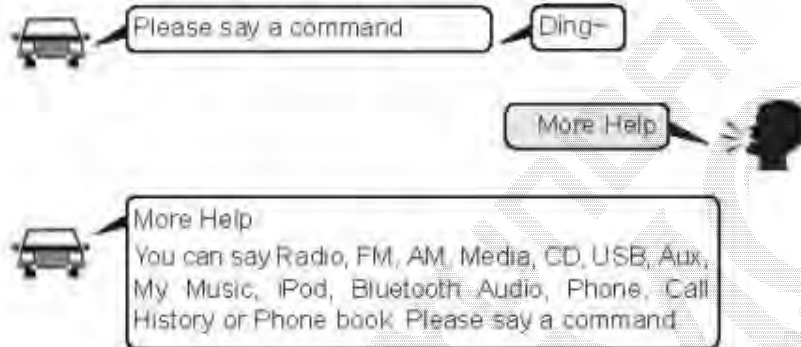 Please say a command
Ding~
More Help
More Help
You can say Radio, FM, AM, Media, CD, USB, Aux,
My Music, iPod, Bluetooth Audio, Phone, Call
History or Phone book. Please say a command